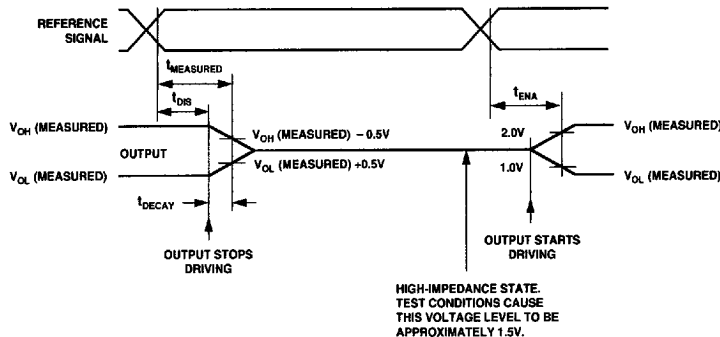 REFERENCE
SIGNAL
tMEASURED
tDIS
tENA
VOH (MEASURED)
VOH (MEASURED) – 0.5V
2.0V
VOH (MEASURED)
OUTPUT
VOL (MEASURED) +0.5V
1.0V
VOL (MEASURED)
VOL (MEASURED)
tDECAY
OUTPUT STOPS
DRIVING
OUTPUT STARTS
DRIVING
HIGH-IMPEDANCE STATE.
TEST CONDITIONS CAUSE
THIS VOLTAGE LEVEL TO BE
APPROXIMATELY 1.5V.